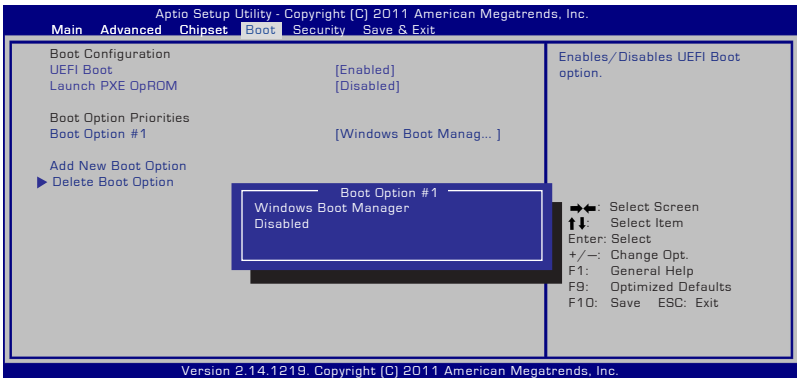 Aptio Setup Utility - Copyright (C) 2011 American Megatrends, Inc.
Main Advanced Chipset Boot Security Save & Exit
Boot Configuration
UEFI Boot [Enabled]
Launch PXE OpROM [Disabled]
Boot Option Priorities
Boot Option #1 [Windows Boot Manag... ]
Add New Boot Option
Delete Boot Option
Boot Option #1
Windows Boot Manager
Disabled
Enables/Disables UEFI Boot
option.
→←: Select Screen
↑↓: Select Item
Enter: Select
+/—: Change Opt.
F1: General Help
F9: Optimized Defaults
F10: Save ESC: Exit
Version 2.14.1219. Copyright (C) 2011 American Megatrends, Inc.